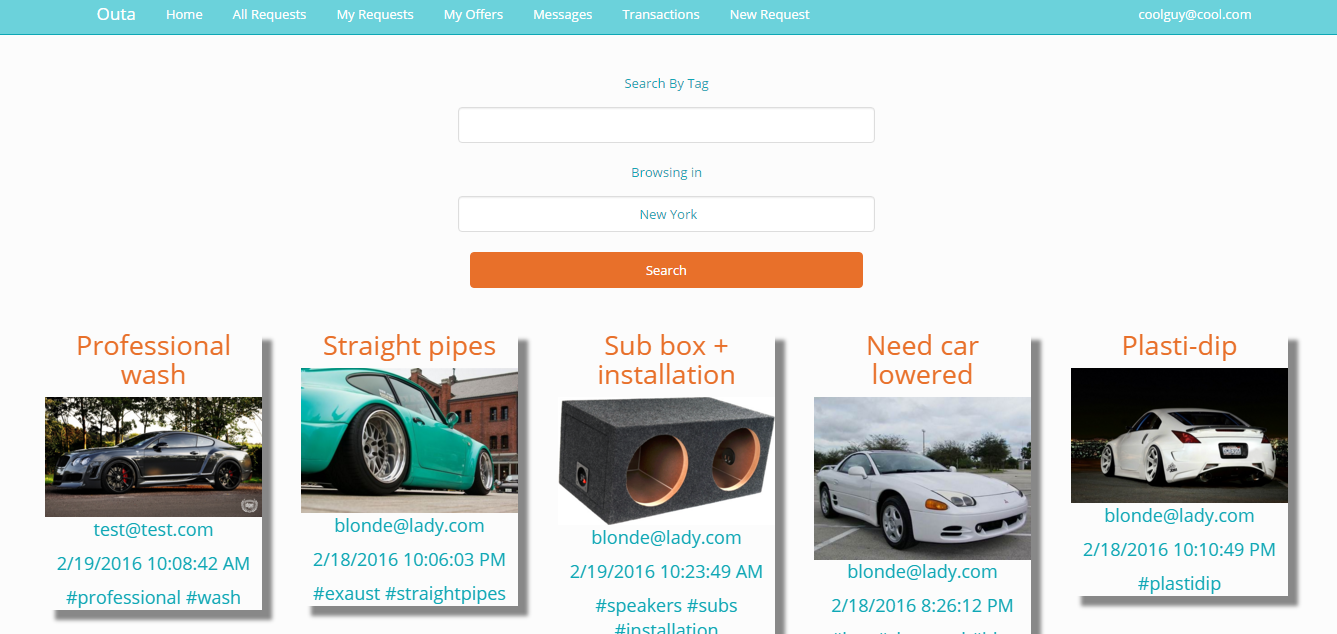 Outa Home All Requests My Requests My Offers Messages Transactions New Request coolguy@cool.com
Search By Tag
Browsing in
New York
Search
Professional
wash
test@test.com
2/19/2016 10:08:42 AM
#professional #wash
Straight pipes
blonde@lady.com
2/18/2016 10:06:03 PM
#exaust #straightpipes
Sub box +
installation
blonde@lady.com
2/19/2016 10:23:49 AM
#speakers #subs
#installation
Need car
lowered
blonde@lady.com
2/18/2016 8:26:12 PM
Plasti-dip
blonde@lady.com
2/18/2016 10:10:49 PM
#plastidip